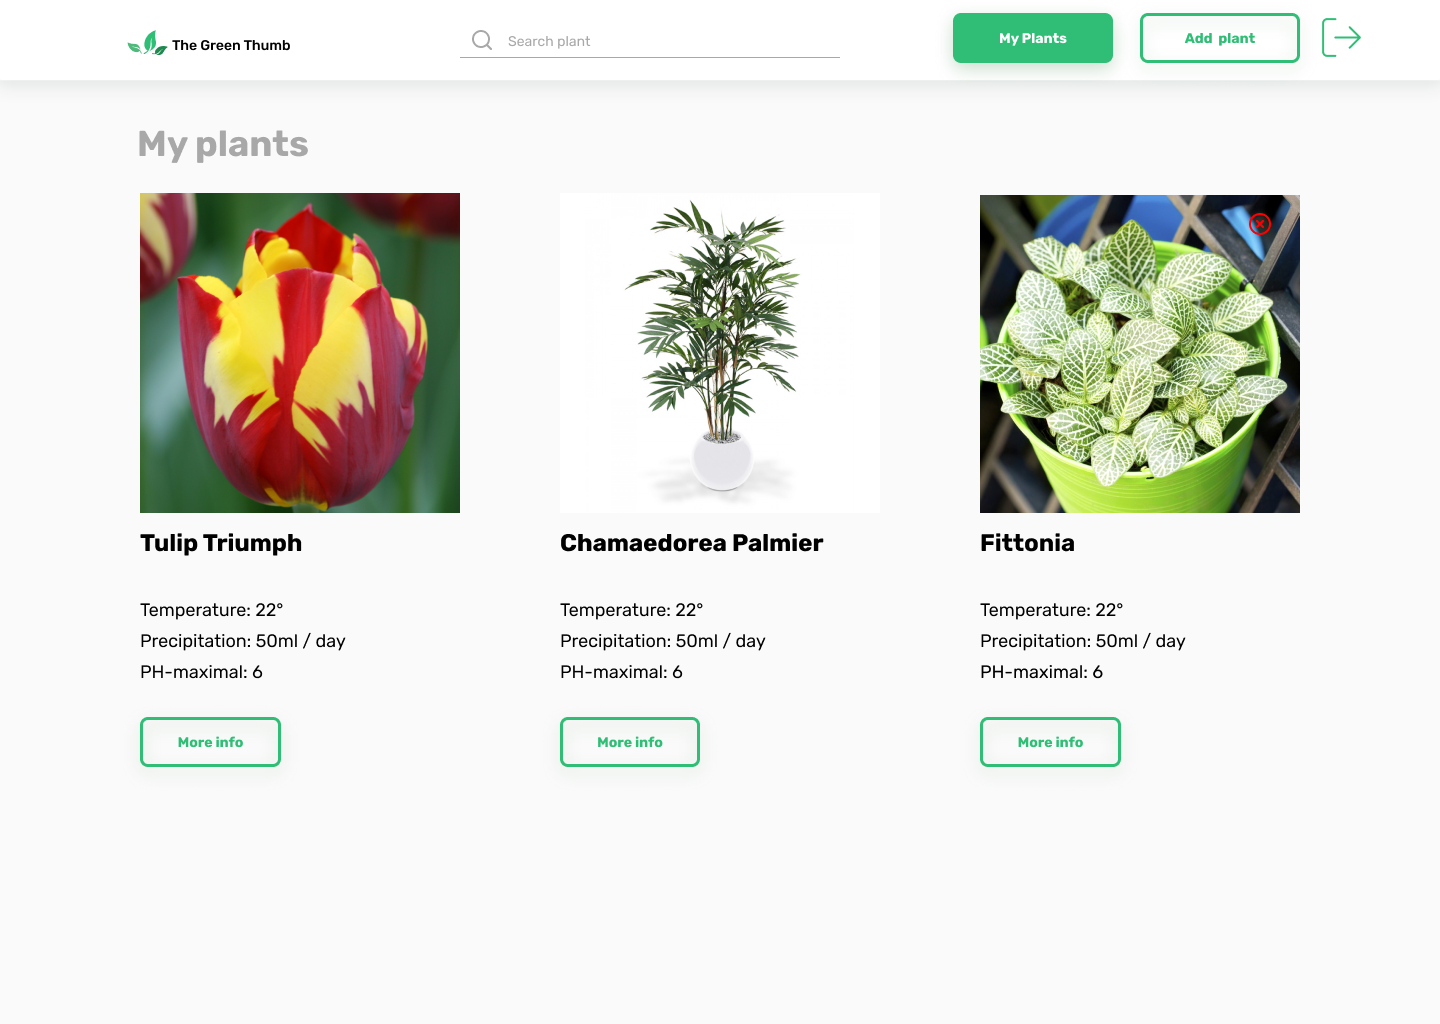 The Green Thumb
Search plant
My Plants
Add plant
My plants
Tulip Triumph
Temperature: 22°
Precipitation: 50ml / day
PH-maximal: 6
More info
Chamaedorea Palmier
Temperature: 22°
Precipitation: 50ml / day
PH-maximal: 6
More info
Fittonia
Temperature: 22°
Precipitation: 50ml / day
PH-maximal: 6
More info